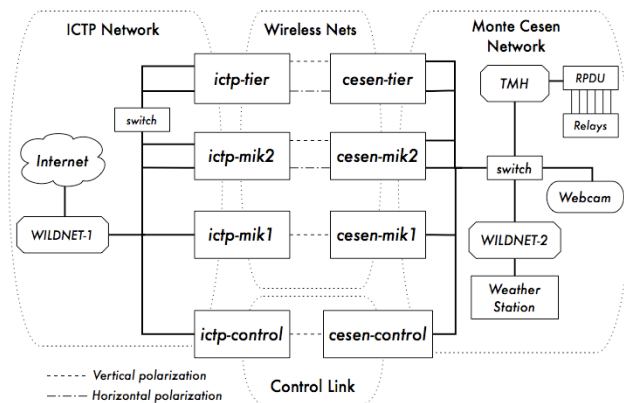 ICTP Network
Wireless Nets
Monte Cesen
Network
ictp-tier
cesen-tier
TMH
RPDU
switch
Relays
Internet
ictp-mik2
cesen-mik2
switch
Webcam
WILDNET-1
ictp-mik1
cesen-mik1
WILDNET-2
Weather
Station
ictp-control
cesen-control
Vertical polarization
Horizontal polarization
Control Link